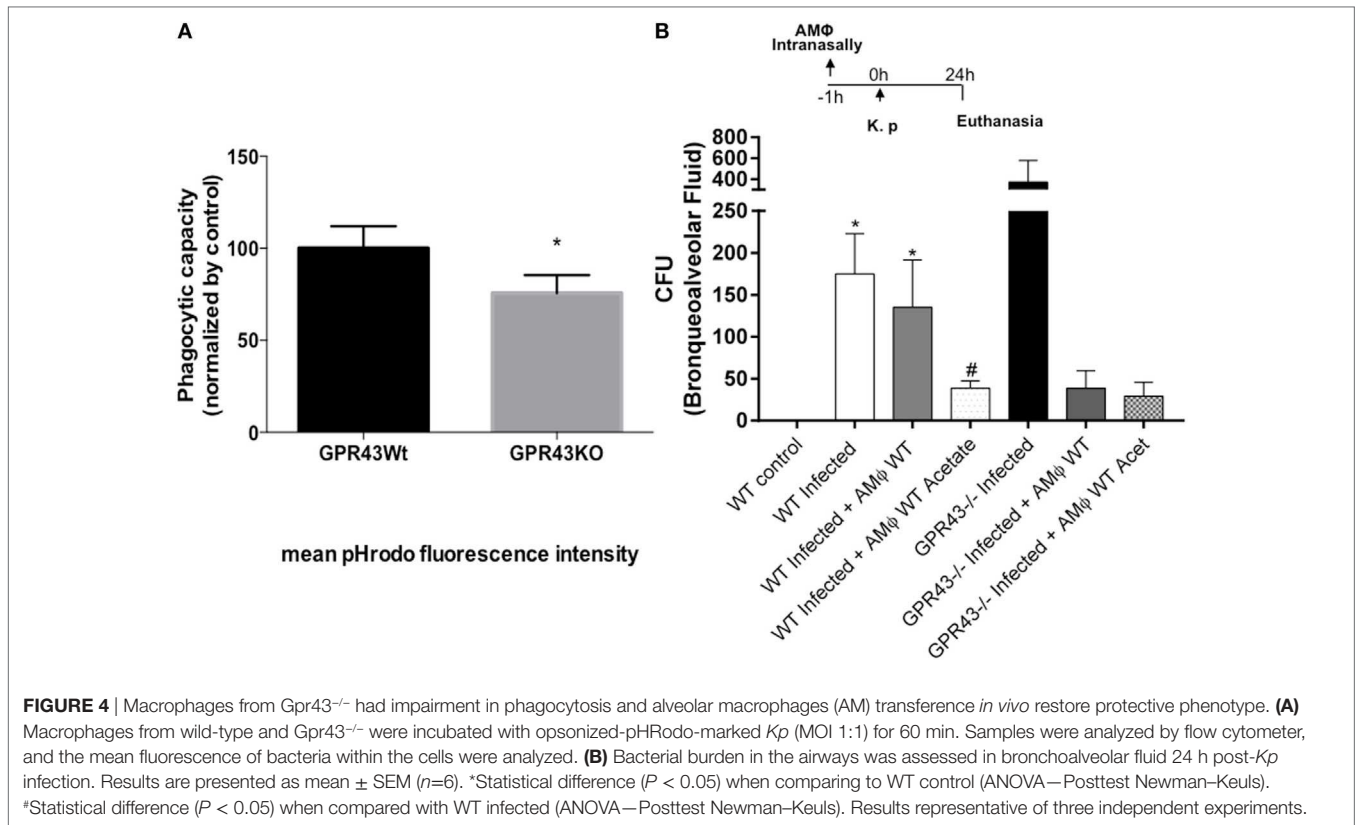 A
Phagocytic capacity
(normalized by control)
150
100
50
0
*
GPR43Wt
GPR43KO
mean pHrodo fluorescence intensity
B
AMΦ
Intranasally
0h
24h
-1h
K. p
Euthanasia
CFU
(Bronqueoalveolar Fluid)
800
600
400
250
200
150
100
50
0
*
*
#
WT control
WT Infected
WT Infected + AMϕ WT
WT Infected + AMϕ WT Acetate
GPR43-/- Infected
GPR43-/- Infected + AMϕ WT
GPR43-/- Infected + AMϕ WT Acet
FIGURE 4 | Macrophages from Gpr43−/− had impairment in phagocytosis and alveolar macrophages (AM) transference in vivo restore protective phenotype. (A)
Macrophages from wild-type and Gpr43−/− were incubated with opsonized-pHRodo-marked Kp (MOI 1:1) for 60 min. Samples were analyzed by flow cytometer,
and the mean fluorescence of bacteria within the cells were analyzed. (B) Bacterial burden in the airways was assessed in bronchoalveolar fluid 24 h post-Kp
infection. Results are presented as mean ± SEM (n=6). *Statistical difference (P < 0.05) when comparing to WT control (ANOVA—Posttest Newman–Keuls).
#Statistical difference (P < 0.05) when compared with WT infected (ANOVA—Posttest Newman–Keuls). Results representative of three independent experiments.